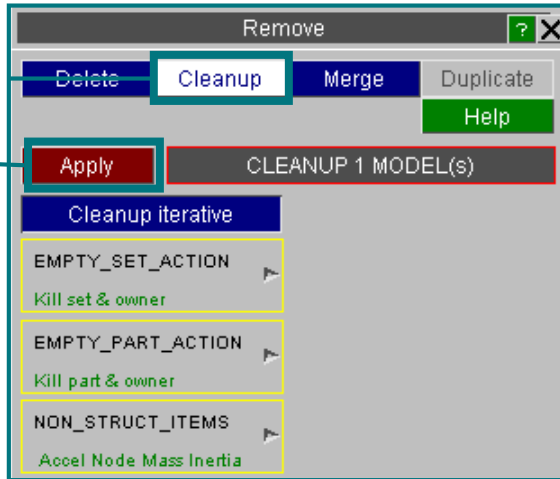 Remove
?
X
Delete Cleanup Merge Duplicate
Help
Apply CLEANUP 1 MODEL(s)
Cleanup iterative
EMPTY_SET_ACTION
Kill set & owner
EMPTY_PART_ACTION
Kill part & owner
NON_STRUCT_ITEMS
Accel Node Mass Inertia